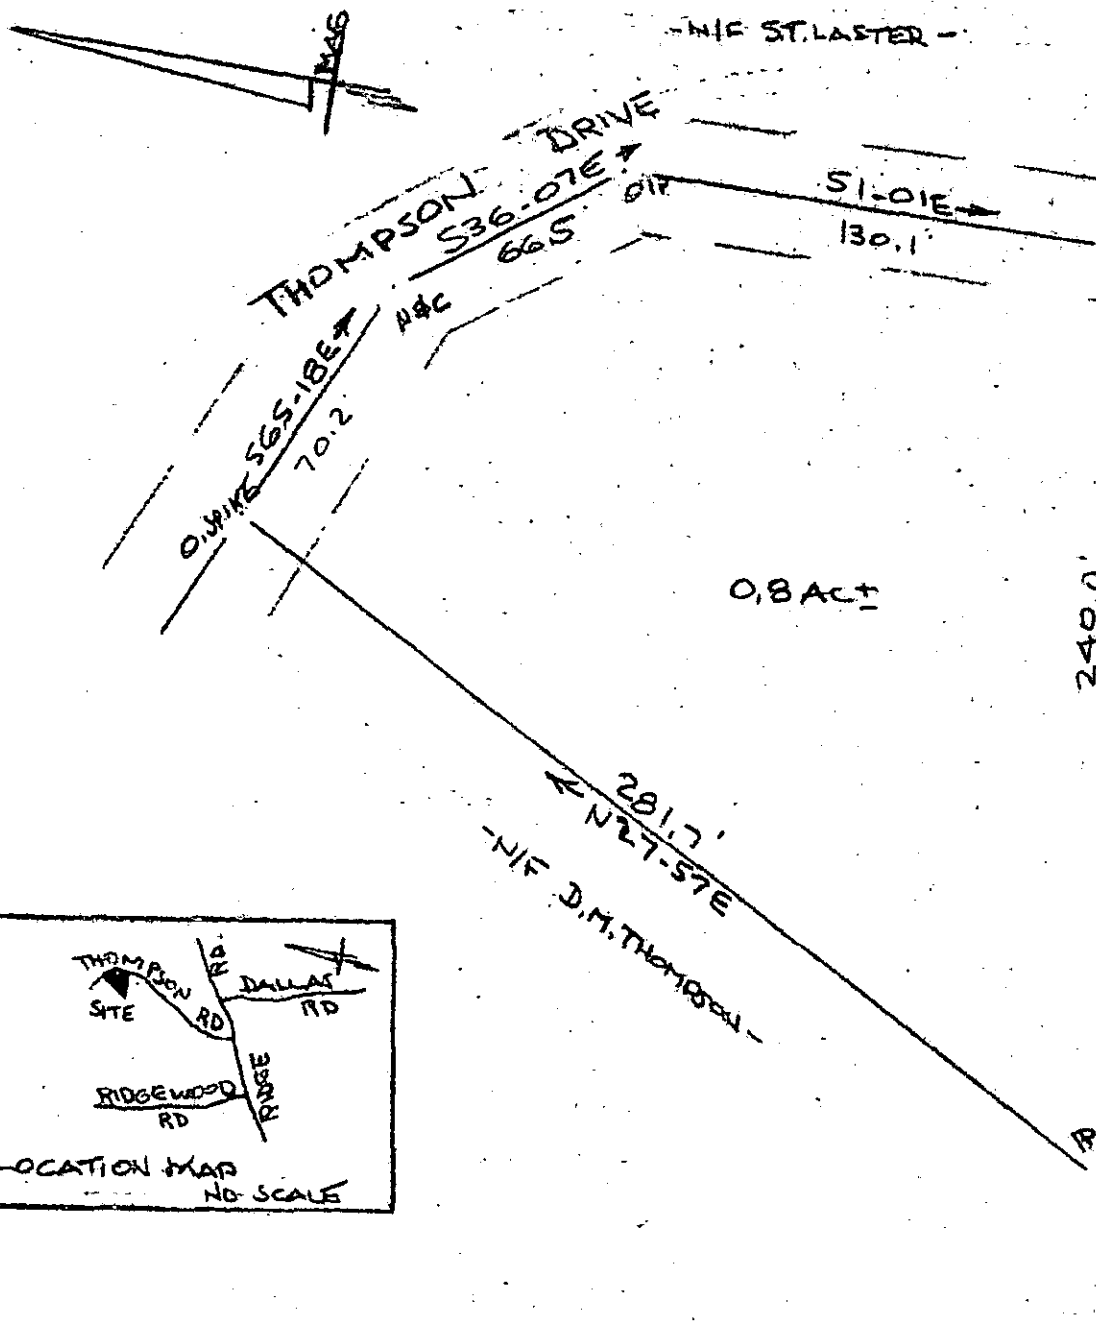 MAG
-N/F S.T. LASTER-
THOMPSON DRIVE
S36-07E
66.5
OIP
S1-01E
130.1'
N&C
S65-18E
70.2
O.SPIKE
0.8 AC±
240.0'
281.7'
N27-57E
-N/F D.M. THOMPSON-
THOMPSON
RD
SITE
RD.
DALLAS
RD
RIDGE
RIDGEWOOD
RD
LOCATION MAP
NO SCALE